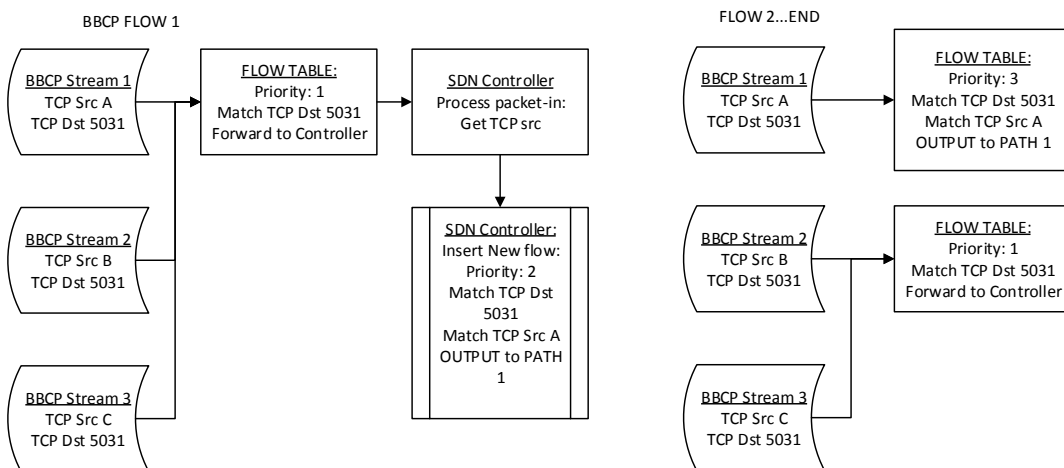 BBCP FLOW 1
BBCP Stream 1
TCP Src A
TCP Dst 5031
BBCP Stream 2
TCP Src B
TCP Dst 5031
BBCP Stream 3
TCP Src C
TCP Dst 5031
FLOW TABLE:
Priority: 1
Match TCP Dst 5031
Forward to Controller
SDN Controller
Process packet-in:
Get TCP src
SDN Controller:
Insert New flow:
Priority: 2
Match TCP Dst
5031
Match TCP Src A
OUTPUT to PATH
1
FLOW 2...END
BBCP Stream 1
TCP Src A
TCP Dst 5031
FLOW TABLE:
Priority: 3
Match TCP Dst 5031
Match TCP Src A
OUTPUT to PATH 1
BBCP Stream 2
TCP Src B
TCP Dst 5031
BBCP Stream 3
TCP Src C
TCP Dst 5031
FLOW TABLE:
Priority: 1
Match TCP Dst 5031
Forward to Controller